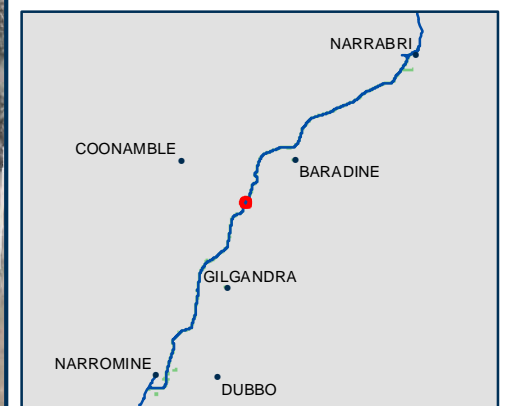 NARRABRI
COONAMBLE
BARADINE
GILGANDRA
NARROMINE
DUBBO